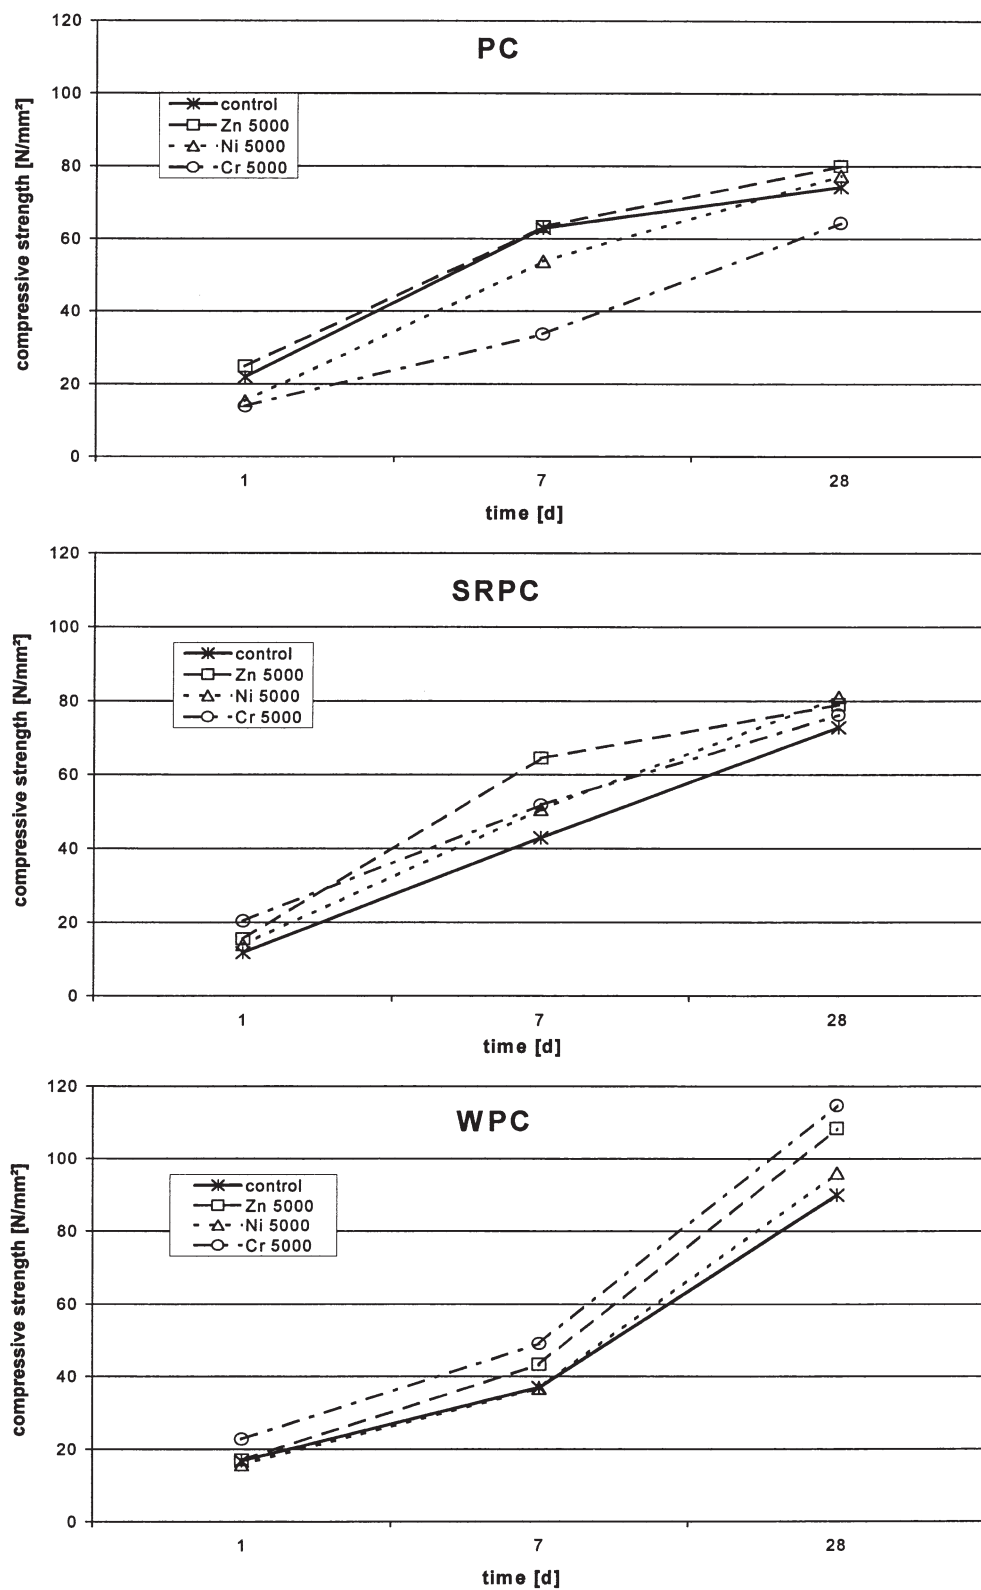 120
PC
100
control
Zn 5000
Ni 5000
Cr 5000
80
60
40
20
0
compressive strength [N/mm²]
1 7 28
time [d]
120
SRPC
100
control
Zn 5000
Ni 5000
Cr 5000
80
60
40
20
0
compressive strength [N/mm²]
1 7 28
time [d]
120
WPC
100
control
Zn 5000
Ni 5000
Cr 5000
80
60
40
20
0
compressive strength [N/mm²]
1 7 28
time [d]